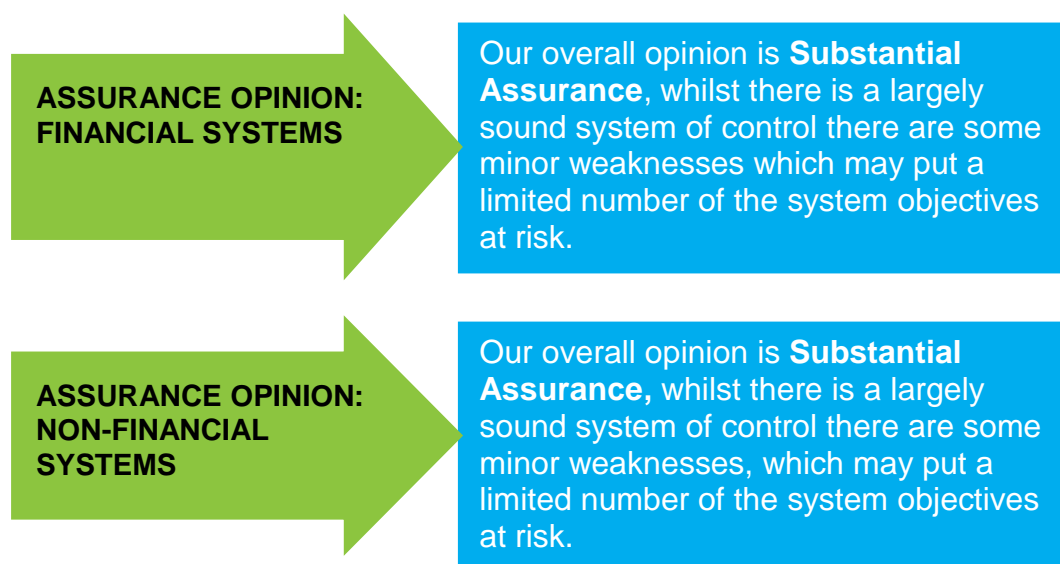 ASSURANCE OPINION:
FINANCIAL SYSTEMS
Our overall opinion is Substantial
Assurance, whilst there is a largely
sound system of control there are some
minor weaknesses which may put a
limited number of the system objectives
at risk.
ASSURANCE OPINION:
NON-FINANCIAL
SYSTEMS
Our overall opinion is Substantial
Assurance, whilst there is a largely
sound system of control there are some
minor weaknesses, which may put a
limited number of the system objectives
at risk.